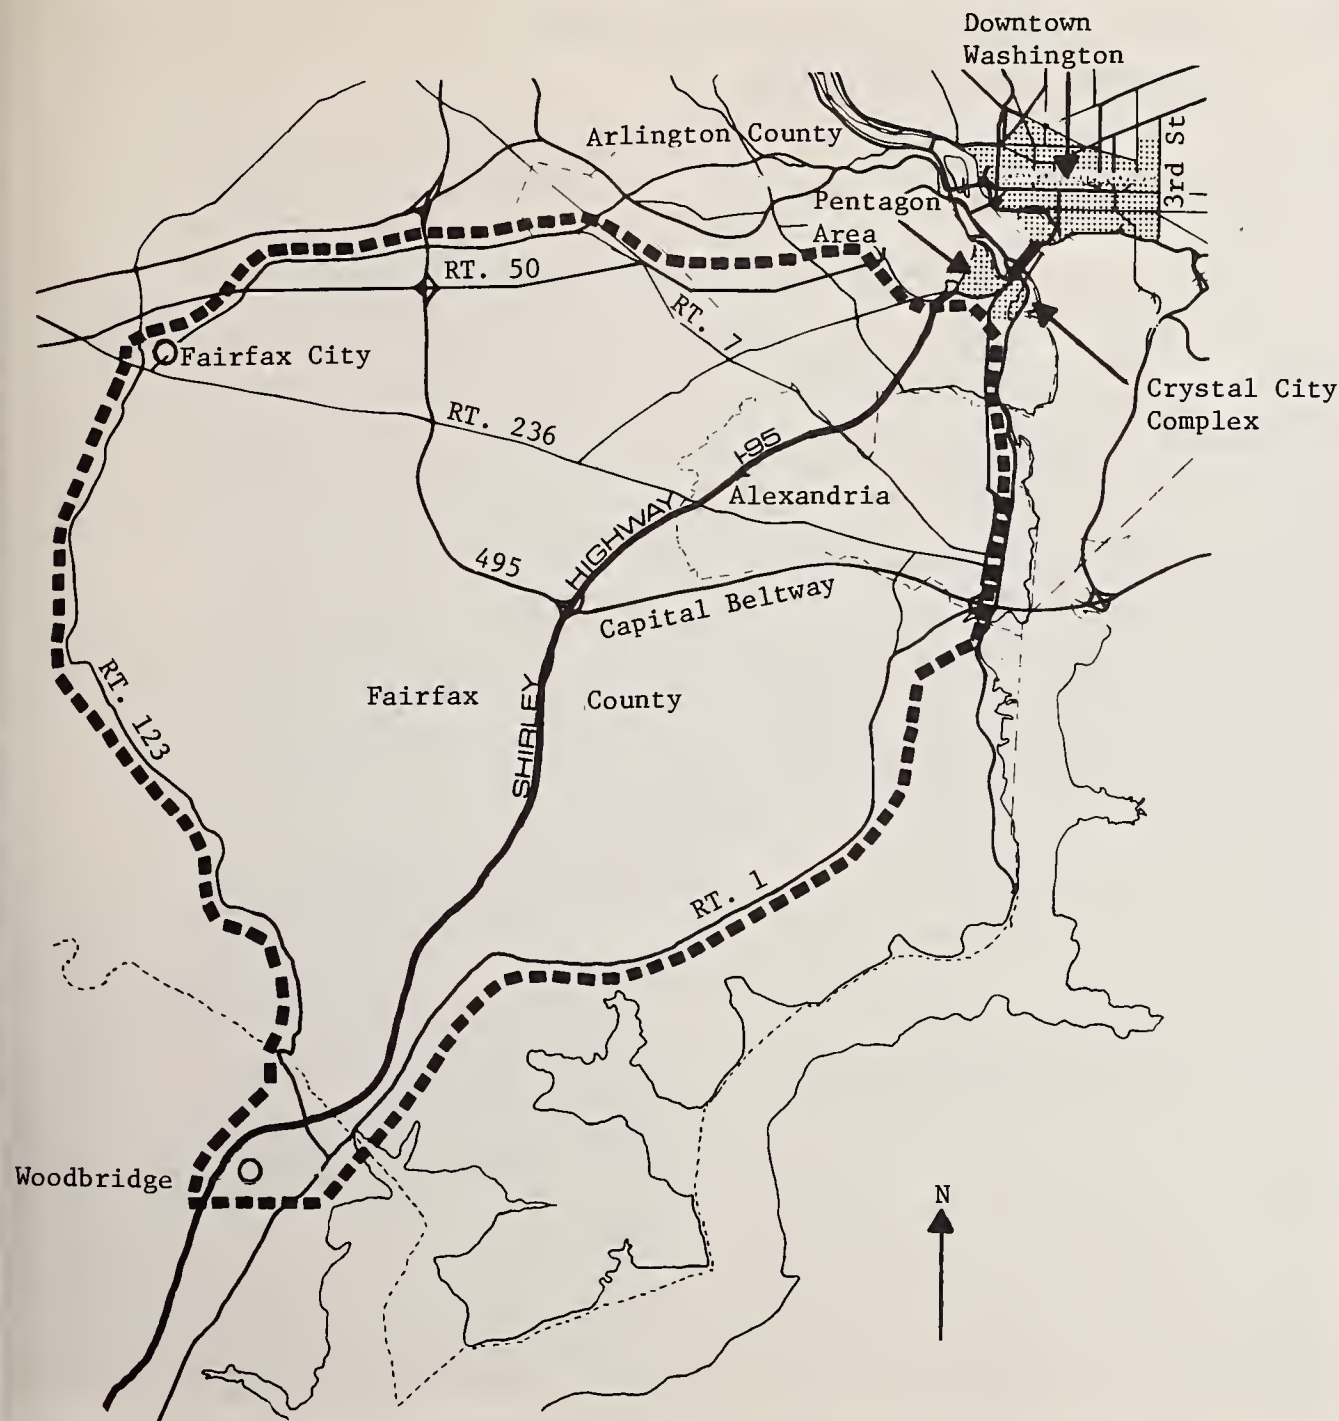 Downtown
Washington
Arlington County
3rd St
Pentagon
Area
RT. 50
RT. 7
Fairfax City
Crystal City
Complex
RT. 236
I-95
Alexandria
HIGHWAY
495
Capital Beltway
RT. 123
Fairfax County
SHIRLEY
RT. 1
Woodbridge
N